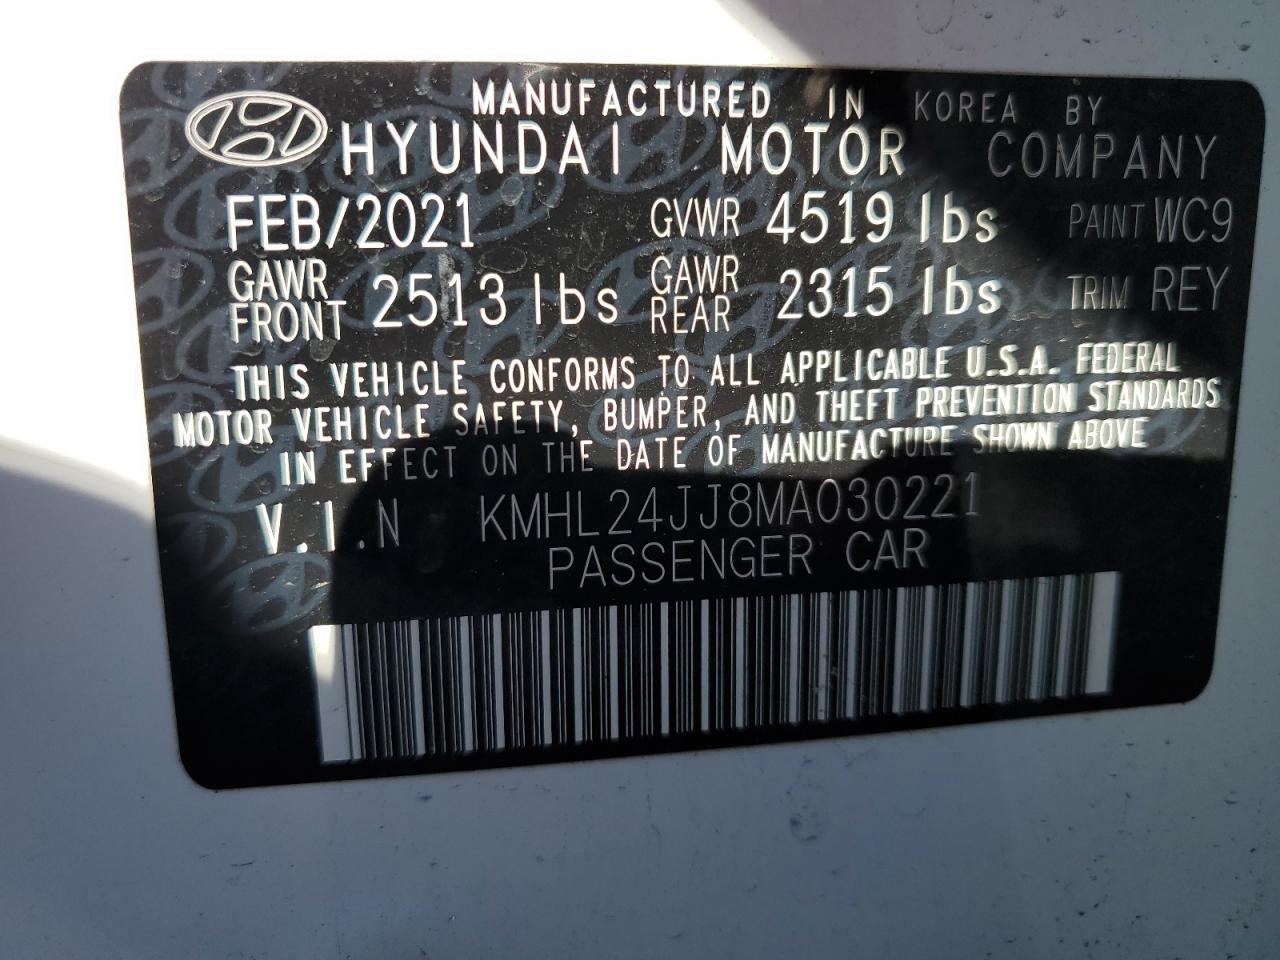 MANUFACTURED IN KOREA BY
HYUNDAI MOTOR COMPANY
FEB/2021 GVWR 4519 lbs PAINT WC9
GAWR FRONT 2513 lbs GAWR REAR 2315 lbs TRIM REY
THIS VEHICLE CONFORMS TO ALL APPLICABLE U.S.A. FEDERAL
MOTOR VEHICLE SAFETY, BUMPER, AND THEFT PREVENTION STANDARDS
IN EFFECT ON THE DATE OF MANUFACTURE SHOWN ABOVE
V.I.N KMHL24JJ8MA030221
PASSENGER CAR